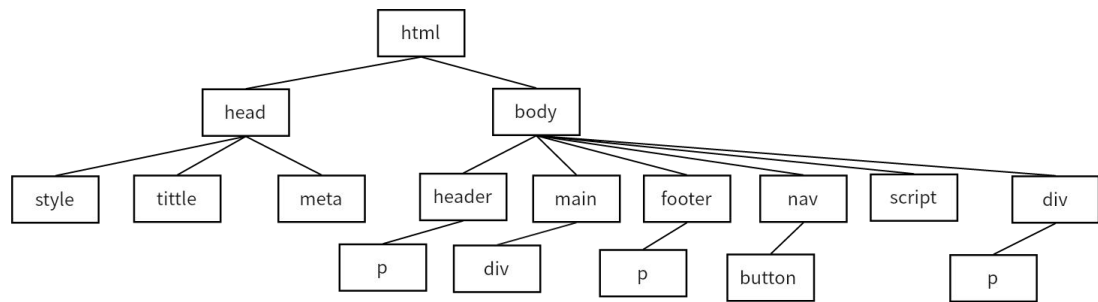 html
head
body
style
tittle
meta
header
main
footer
nav
script
div
p
div
p
button
p